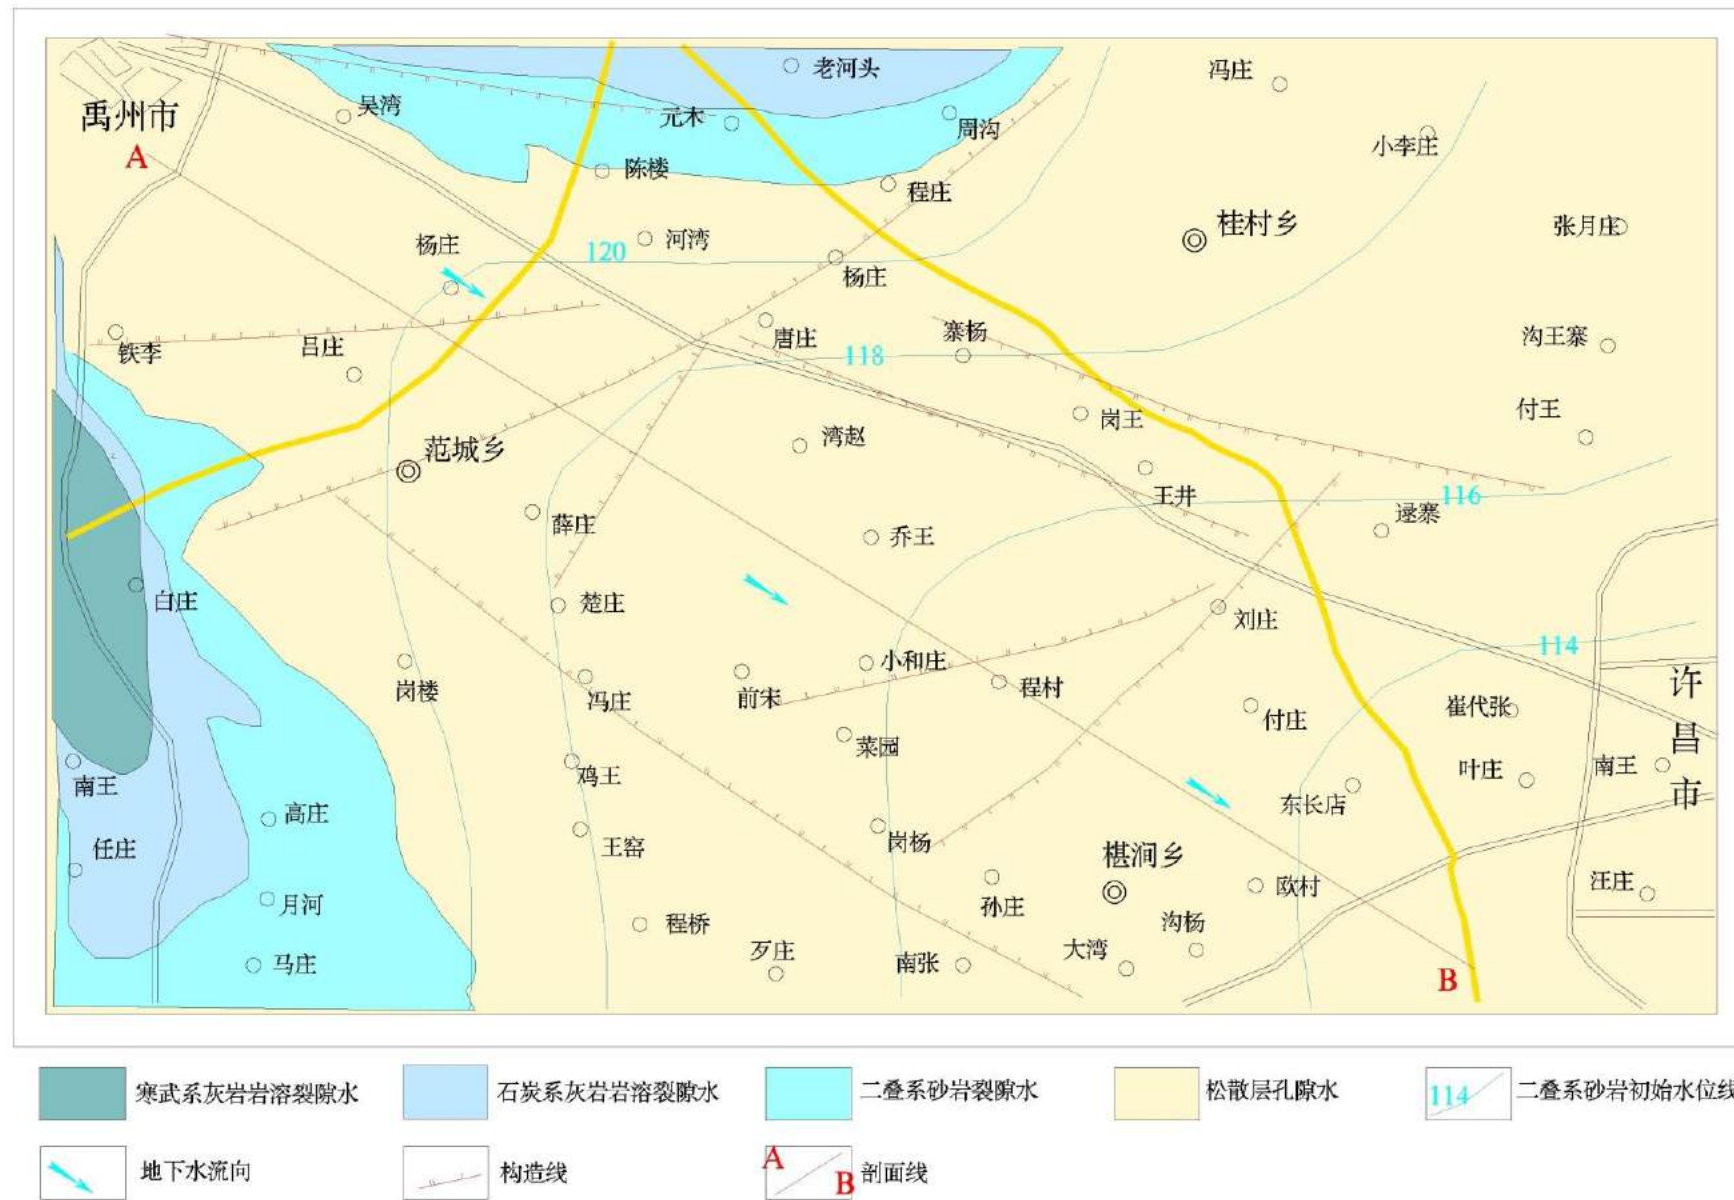 老河头
冯庄
禹州市
吴湾
元木
周沟
小李庄
A
陈楼
程庄
桂村乡
张月庄
杨庄
河湾
120
杨庄
铁李
吕庄
唐庄
118
寨杨
沟王寨
付王
岗王
范城乡
湾赵
王井
116
逯寨
薛庄
乔王
白庄
楚庄
刘庄
114
小和庄
程村
许昌市
岗楼
冯庄
前宋
付庄
崔代张
菜园
南王
鸡王
叶庄
南王
高庄
东长店
任庄
王窑
岗杨
椹涧乡
月河
孙庄
欧村
汪庄
程桥
沟杨
马庄
歹庄
南张
大湾
B
寒武系灰岩岩溶裂隙水
石炭系灰岩岩溶裂隙水
二叠系砂岩裂隙水
松散层孔隙水
114
二叠系砂岩初始水位线
地下水流向
构造线
A
B
剖面线